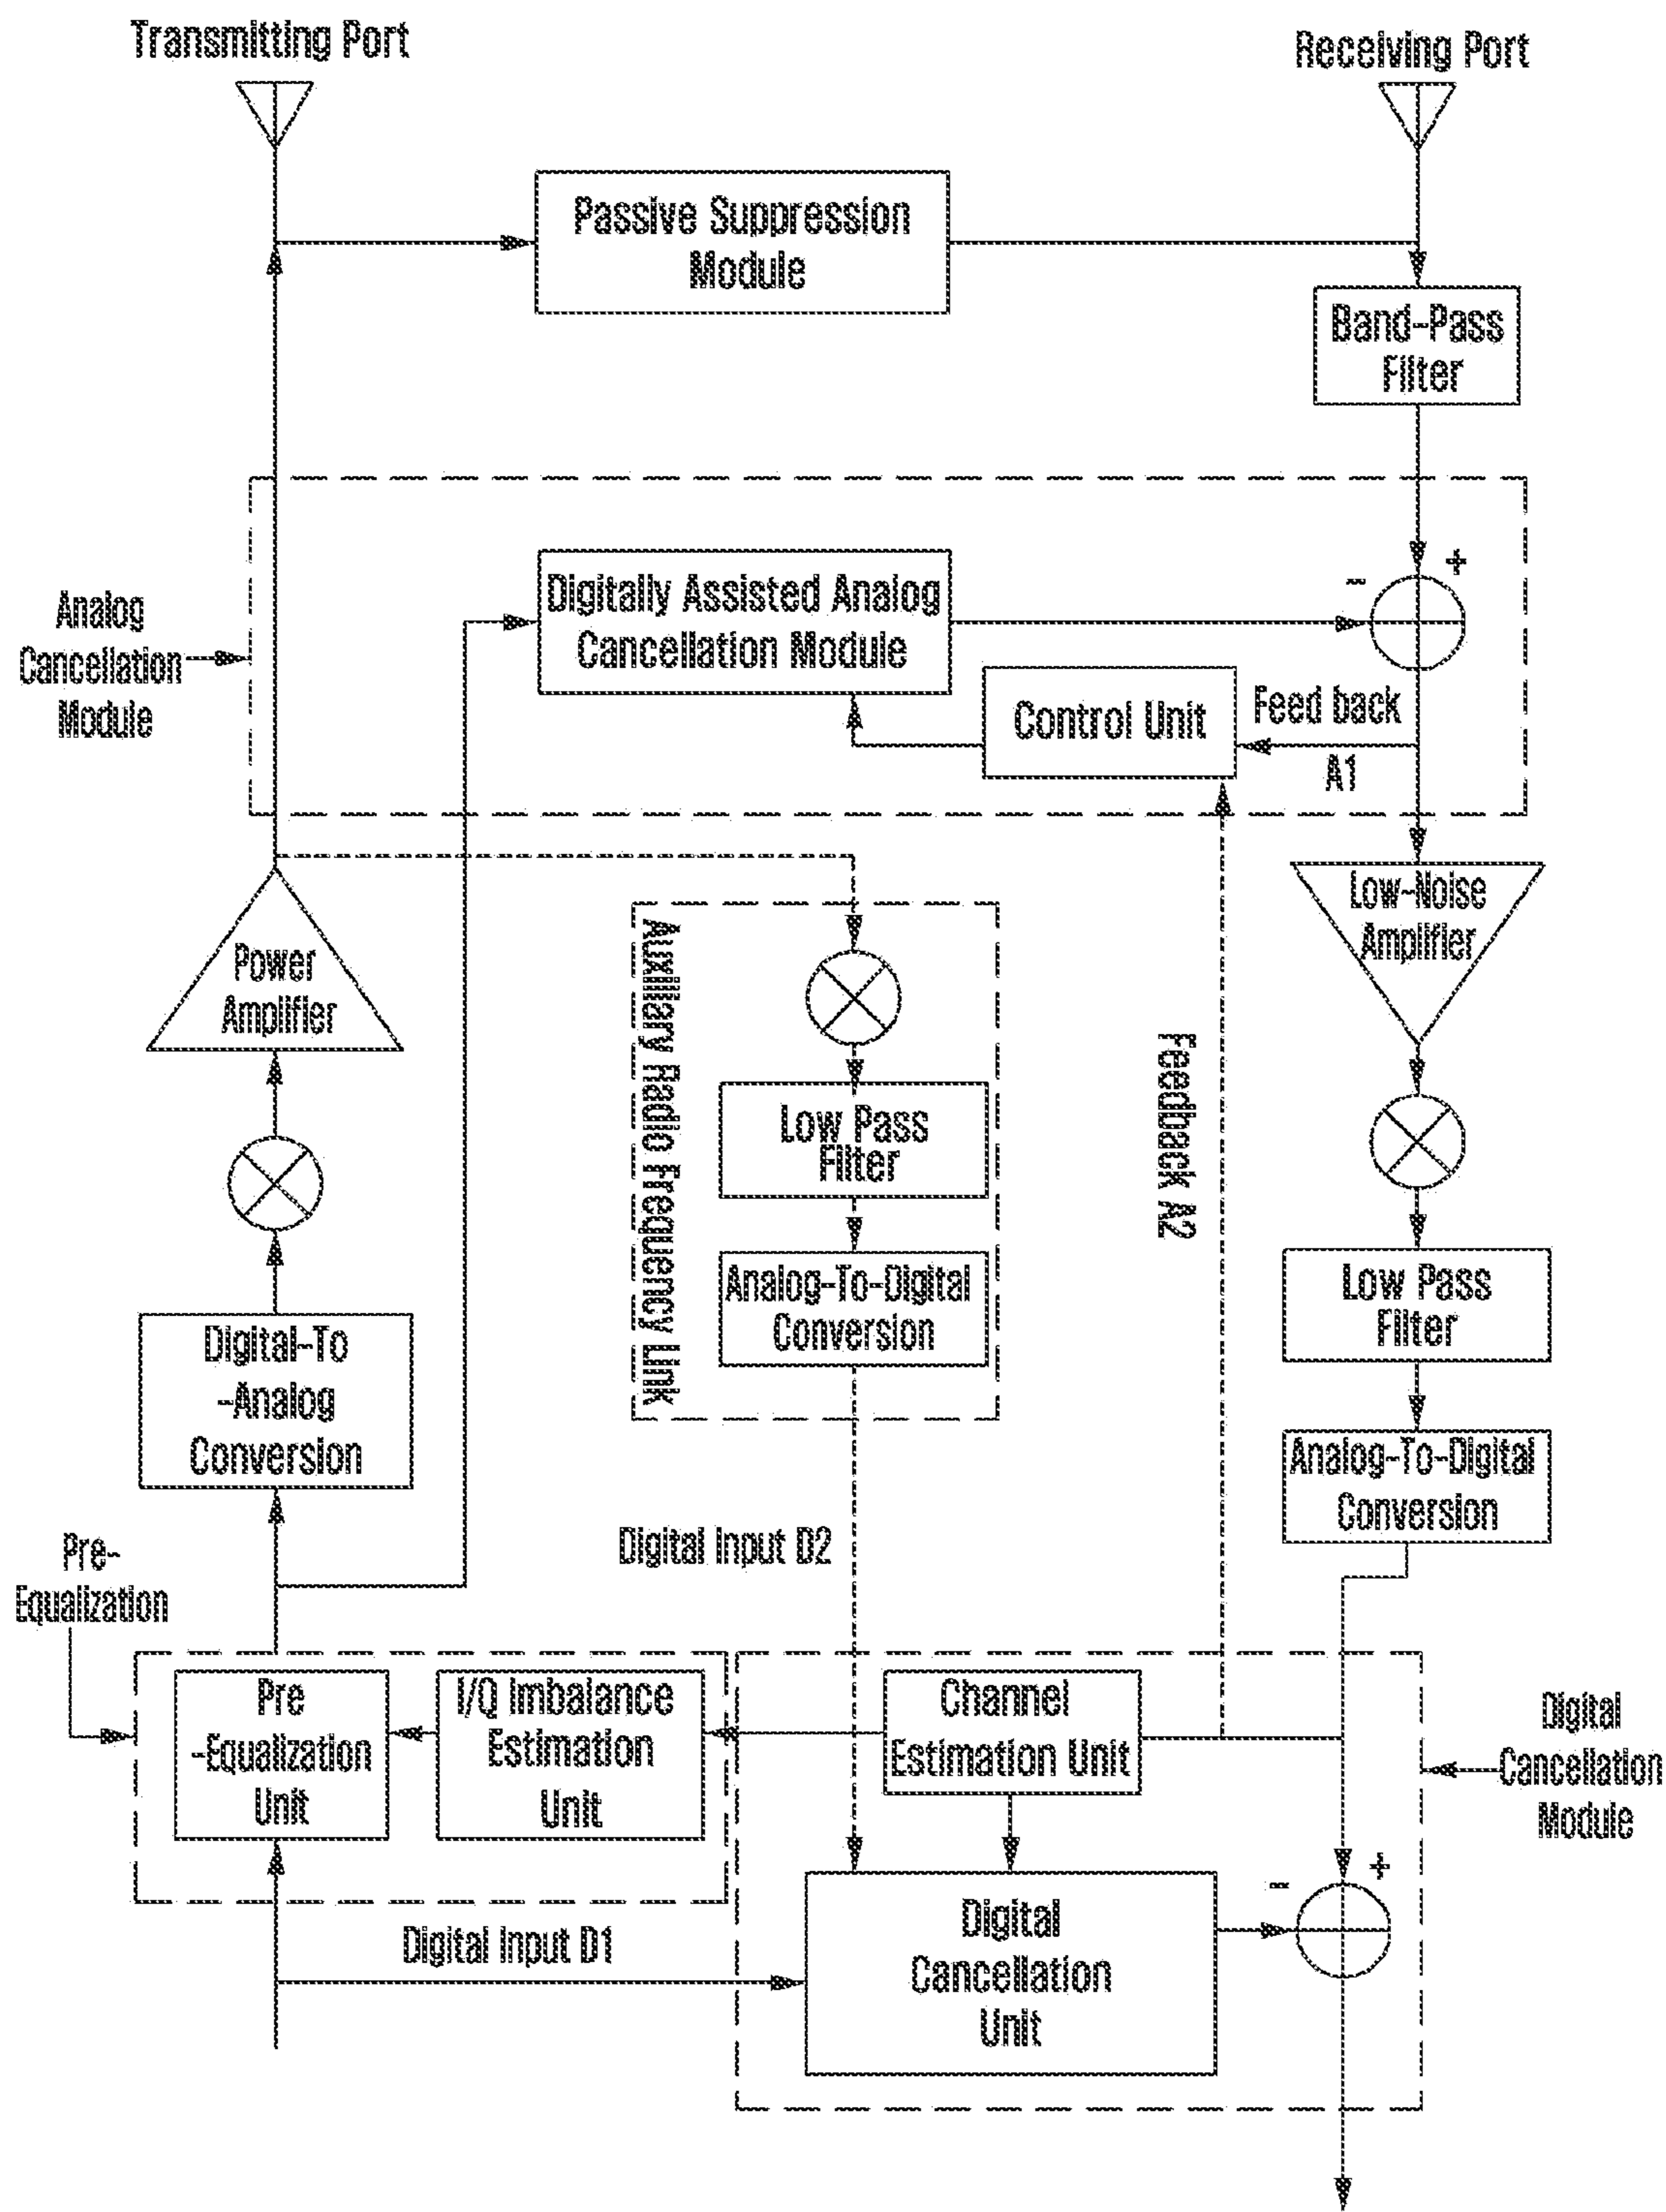 Transmitting Port
Receiving Port
Passive Suppression
Module
Band-Pass
Filter
Analog
Cancellation
Module
Digitally Assisted Analog
Cancellation Module
-
+
Control Unit
Feed back
A1
Power
Amplifier
Auxiliary Radio Frequency Link
Low Pass
Filter
Analog-To-Digital
Conversion
Feedback A2
Low-Noise
Amplifier
Low Pass
Filter
Analog-To-Digital
Conversion
Digital-To
-Analog
Conversion
Digital Input D2
Pre-
Equalization
Pre
-Equalization
Unit
I/Q Imbalance
Estimation
Unit
Channel
Estimation Unit
Digital
Cancellation
Module
Digital Input D1
Digital
Cancellation
Unit
-
+